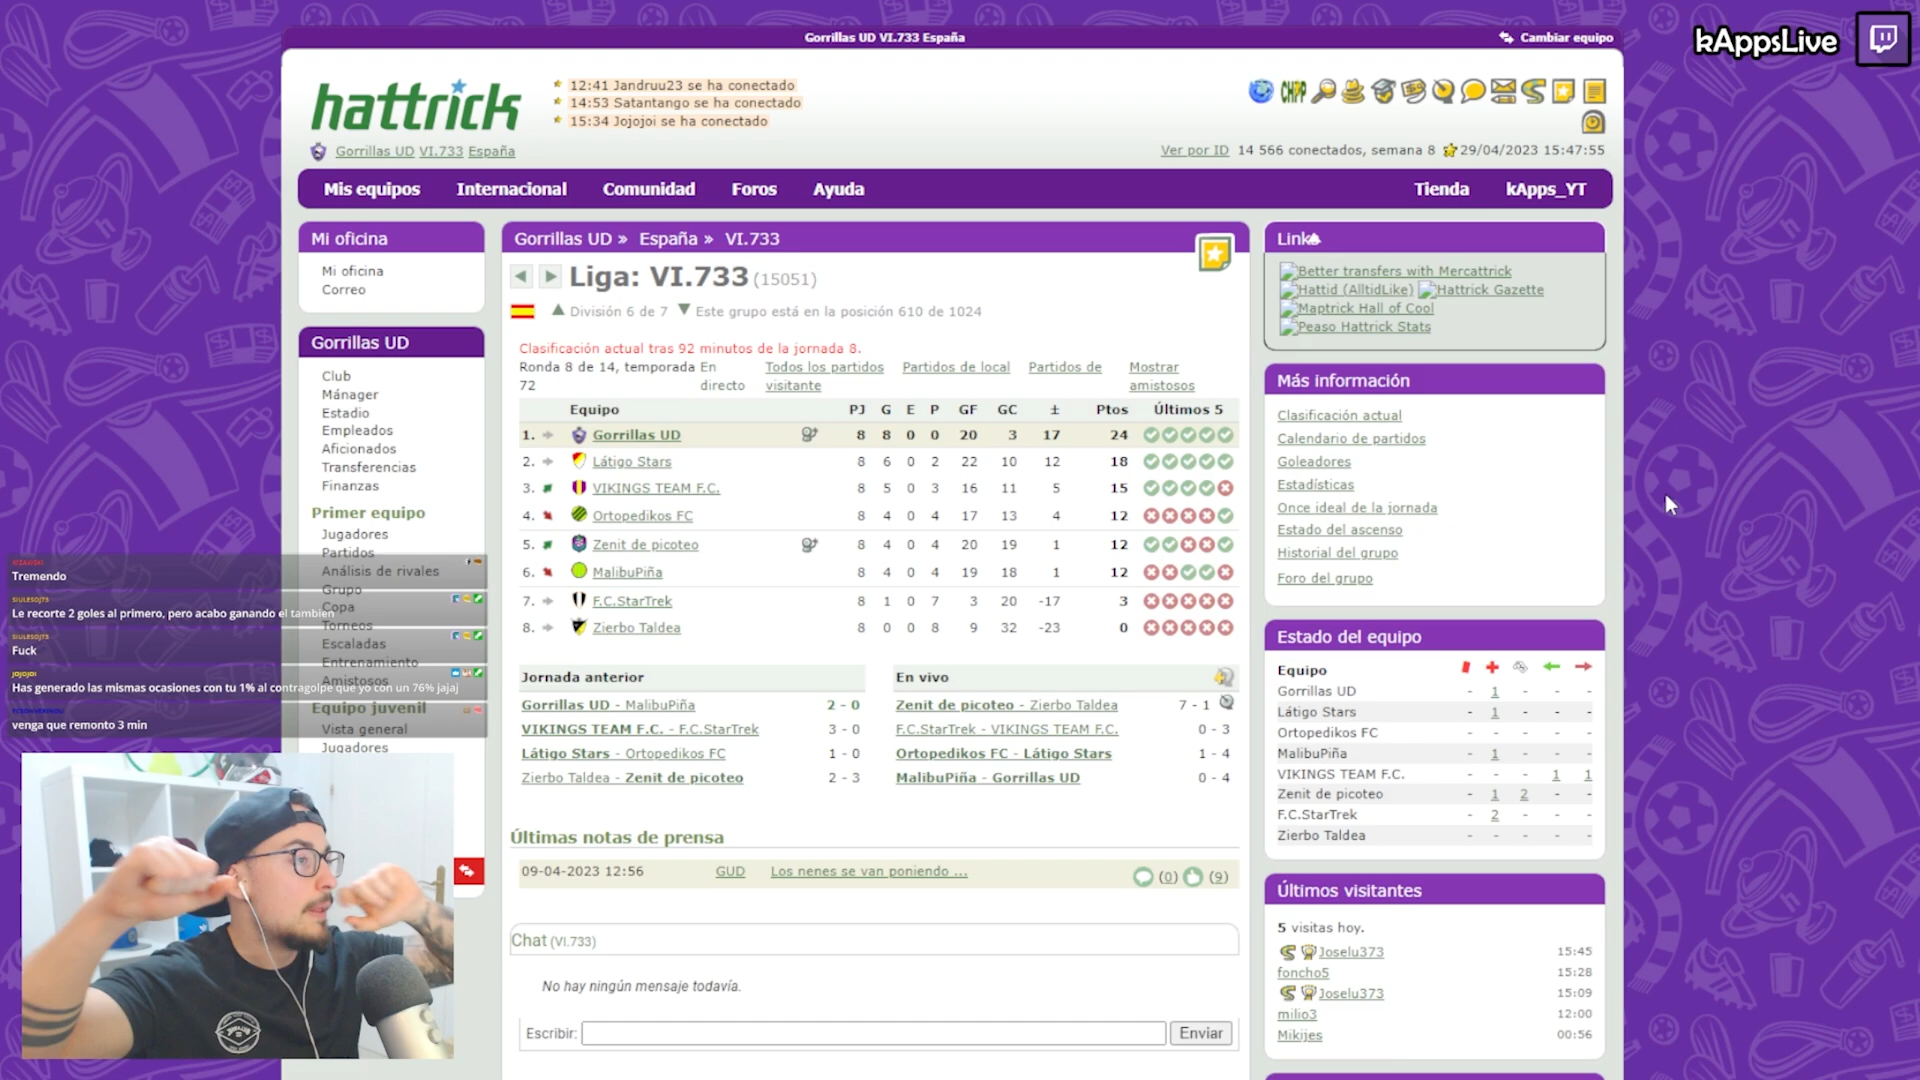 Gorrillas UD VI.733 España
Cambiar equipo
kAppsLive
hattrick
12:41 Jandruu23 se ha conectado
14:53 Satantango se ha conectado
15:34 Jojojoi se ha conectado
CHPP
Gorrillas UD VI.733 España
Ver por ID 14 566 conectados, semana 8 29/04/2023 15:47:55
Mis equipos Internacional Comunidad Foros Ayuda Tienda kApps_YT
Mi oficina
Mi oficina
Correo
Gorrillas UD
Club
Mánager
Estadio
Empleados
Aficionados
Transferencias
Finanzas
Primer equipo
Jugadores
Partidos
Análisis de rivales
Grupo
Copa
Torneos
Escaladas
Entrenamiento
Amistosos
Equipo juvenil
Vista general
Jugadores
Tremendo
SIULESOJ73
Le recorte 2 goles al primero, pero acabo ganando el tambien
SIULESOJ73
Fuck
jojojoi
Has generado las mismas ocasiones con tu 1% al contragolpe que yo con un 76% jajaj
venga que remonto 3 min
Gorrillas UD » España » VI.733
Liga: VI.733 (15051)
División 6 de 7 Este grupo está en la posición 610 de 1024
Clasificación actual tras 92 minutos de la jornada 8.
Ronda 8 de 14, temporada 72 En directo Todos los partidos Partidos de local Partidos de visitante Mostrar amistosos
Equipo PJ G E P GF GC ± Ptos Últimos 5
1. Gorrillas UD 8 8 0 0 20 3 17 24
2. Látigo Stars 8 6 0 2 22 10 12 18
3. VIKINGS TEAM F.C. 8 5 0 3 16 11 5 15
4. Ortopedikos FC 8 4 0 4 17 13 4 12
5. Zenit de picoteo 8 4 0 4 20 19 1 12
6. MalibuPiña 8 4 0 4 19 18 1 12
7. F.C.StarTrek 8 1 0 7 3 20 -17 3
8. Zierbo Taldea 8 0 0 8 9 32 -23 0
Jornada anterior
Gorrillas UD - MalibuPiña 2 - 0
VIKINGS TEAM F.C. - F.C.StarTrek 3 - 0
Látigo Stars - Ortopedikos FC 1 - 0
Zierbo Taldea - Zenit de picoteo 2 - 3
En vivo
Zenit de picoteo - Zierbo Taldea 7 - 1
F.C.StarTrek - VIKINGS TEAM F.C. 0 - 3
Ortopedikos FC - Látigo Stars 1 - 4
MalibuPiña - Gorrillas UD 0 - 4
Últimas notas de prensa
09-04-2023 12:56 GUD Los nenes se van poniendo ... (0) (9)
Chat (VI.733)
No hay ningún mensaje todavía.
Escribir: Enviar
Links
Better transfers with Mercattrick
Hattid (AlltidLike) Hattrick Gazette
Maptrick Hall of Cool
Peaso Hattrick Stats
Más información
Clasificación actual
Calendario de partidos
Goleadores
Estadísticas
Once ideal de la jornada
Estado del ascenso
Historial del grupo
Foro del grupo
Estado del equipo
Equipo
Gorrillas UD - 1 - - -
Látigo Stars - 1 - - -
Ortopedikos FC - - - - -
MalibuPiña - 1 - - -
VIKINGS TEAM F.C. - - - 1 1
Zenit de picoteo - 1 2 - -
F.C.StarTrek - 2 - - -
Zierbo Taldea - - - - -
Últimos visitantes
5 visitas hoy.
Joselu373 15:45
foncho5 15:28
Joselu373 15:09
milio3 12:00
Mikijes 00:56